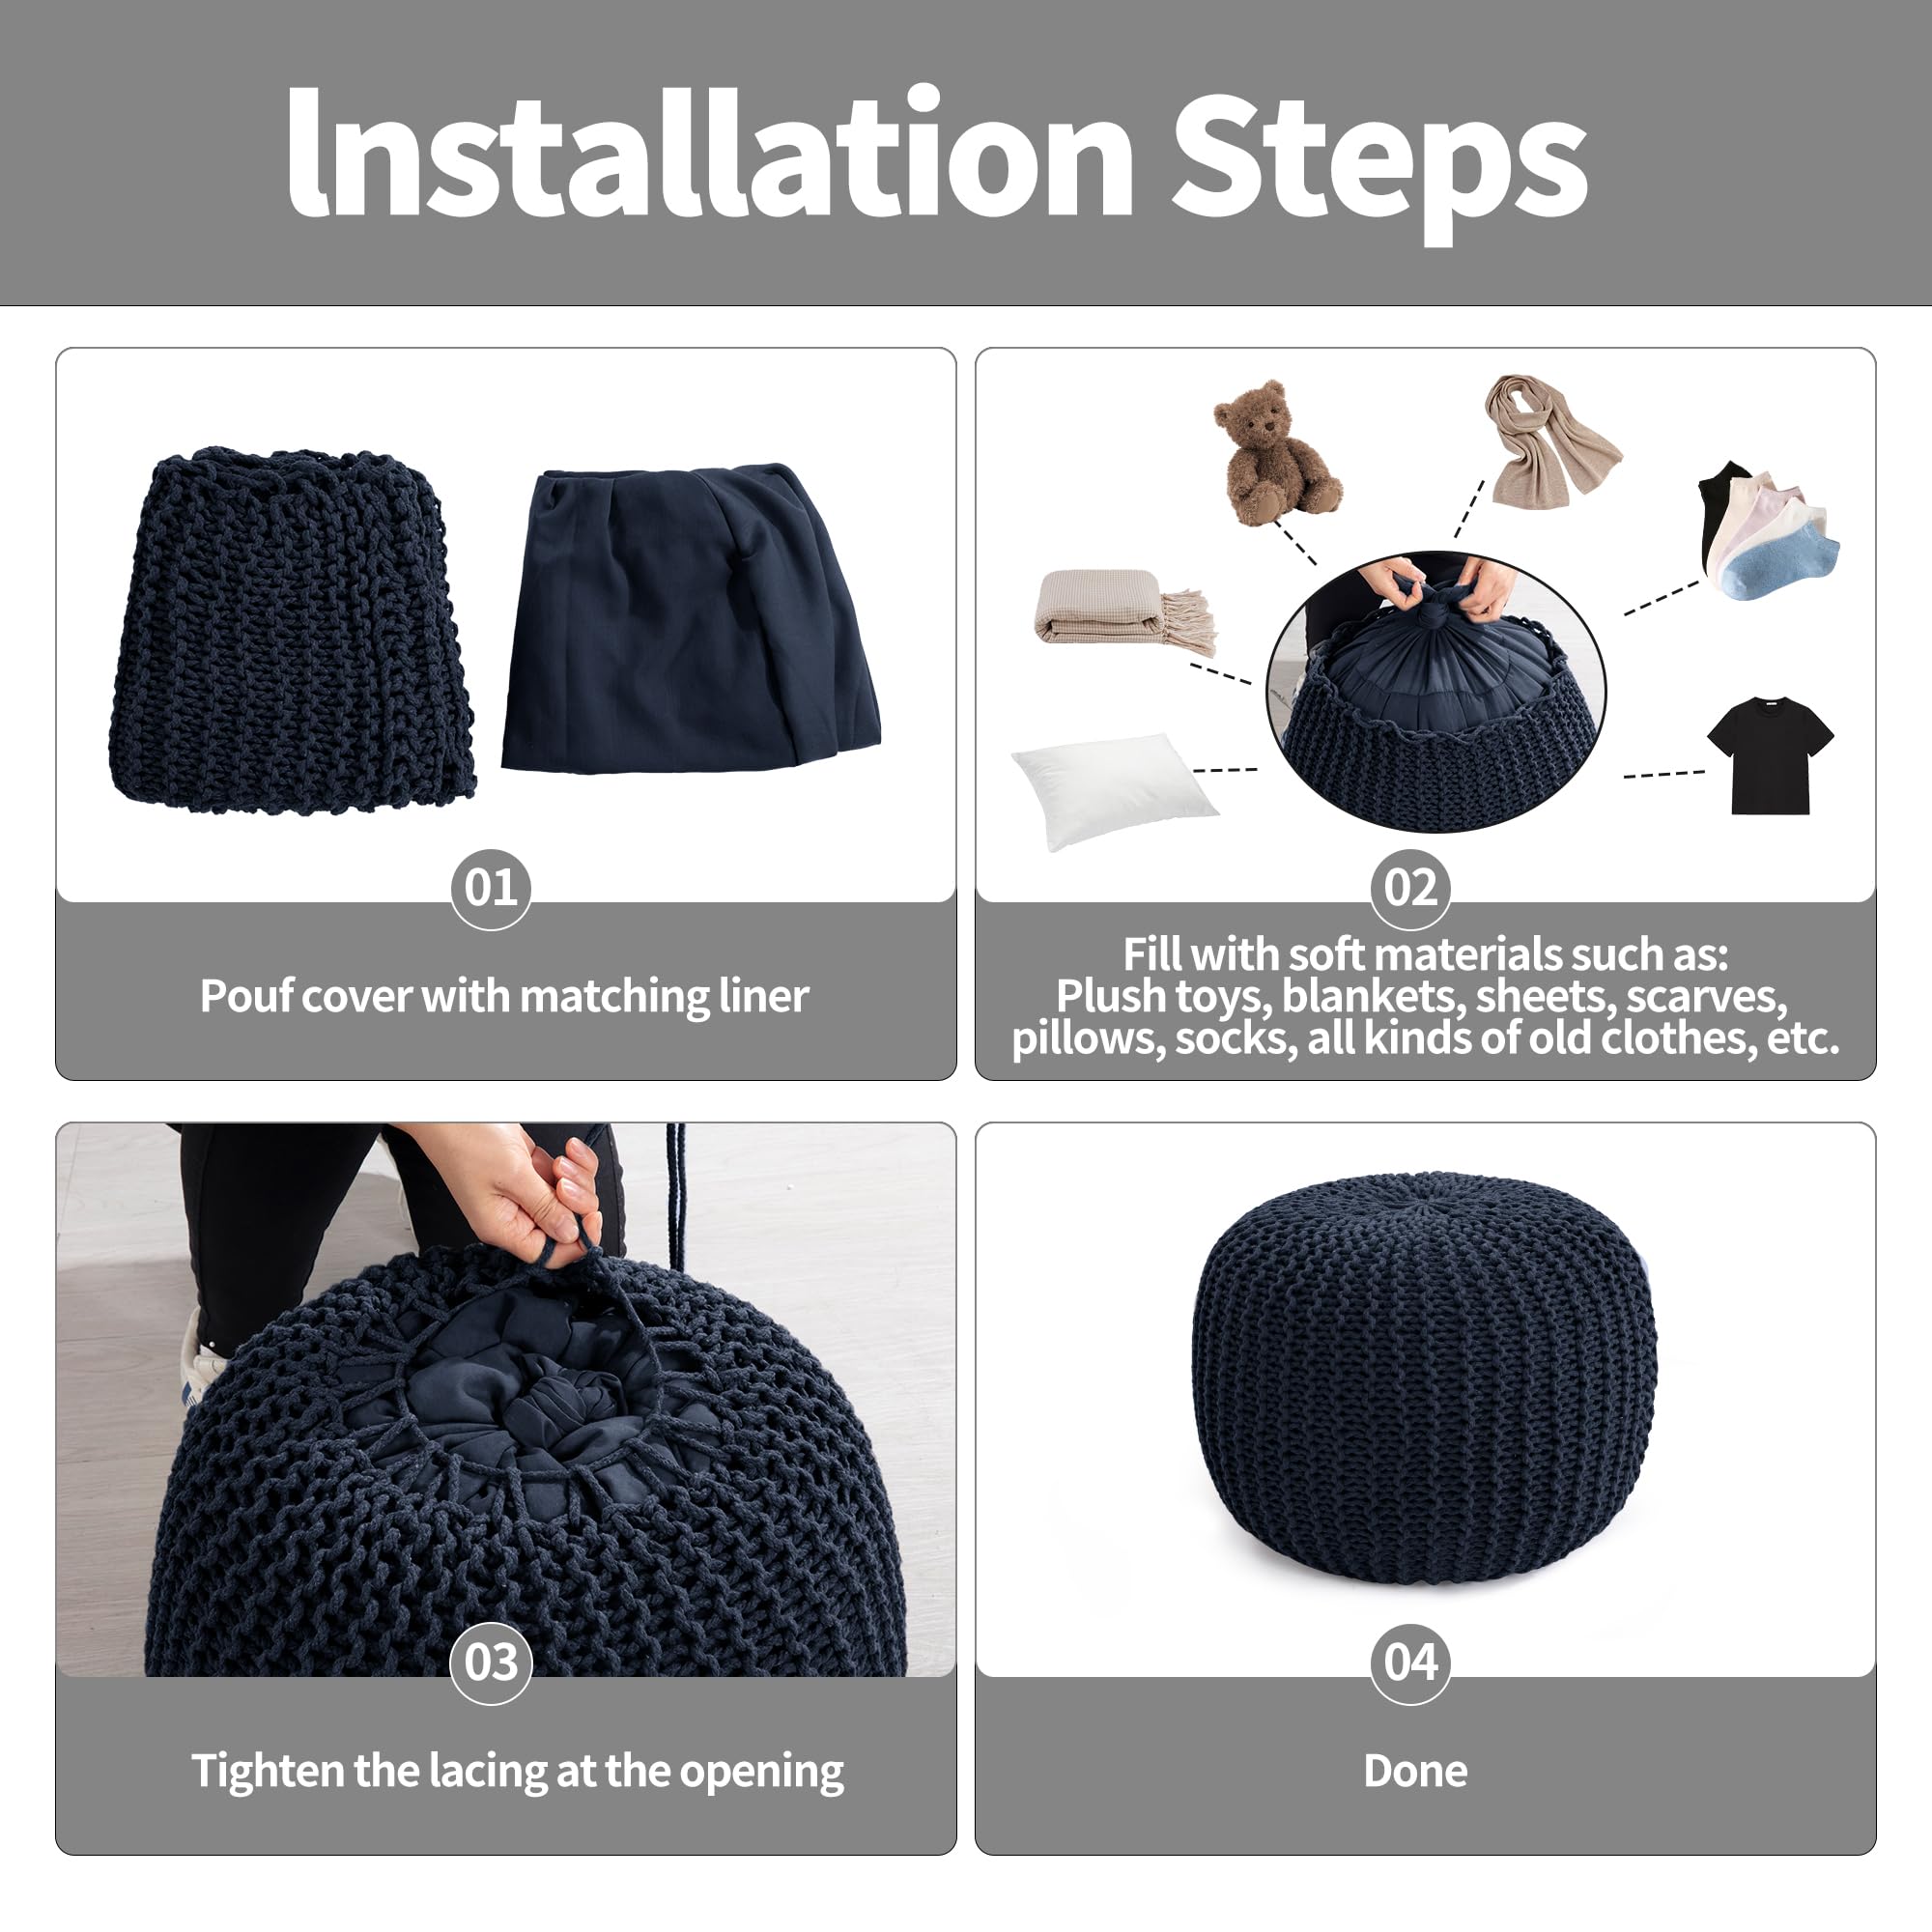 Installation Steps
01
Pouf cover with matching liner
02
Fill with soft materials such as:
Plush toys, blankets, sheets, scarves,
pillows, socks, all kinds of old clothes, etc.
03
Tighten the lacing at the opening
04
Done